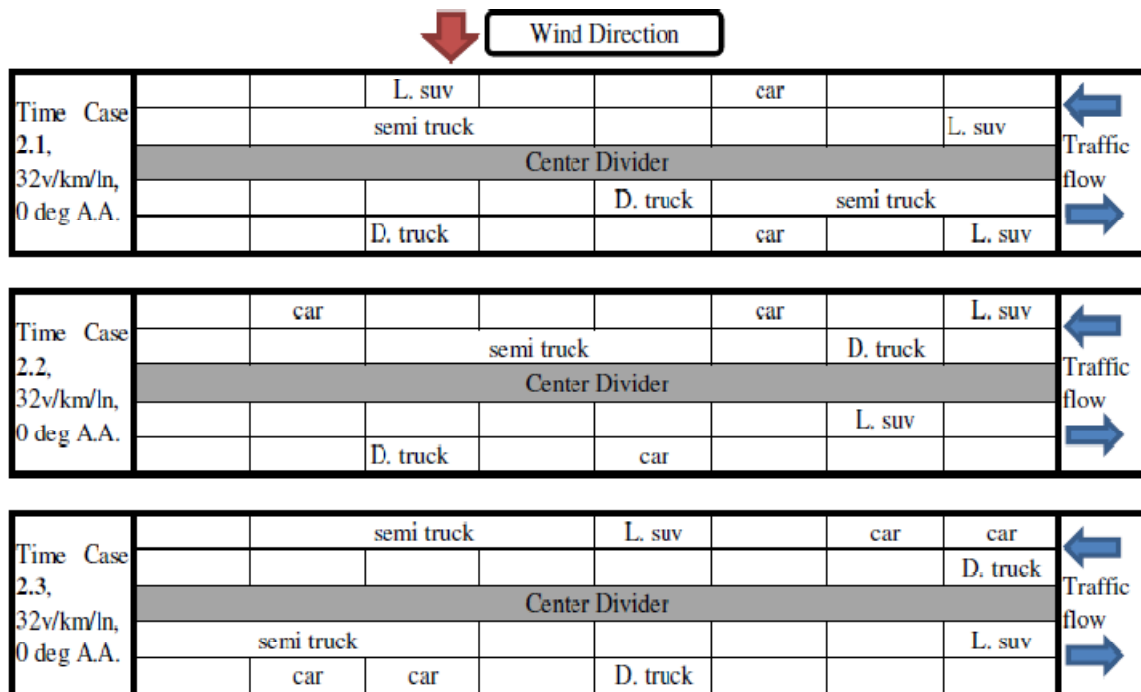 Wind Direction
Time Case 2.1, 32v/km/ln, 0 deg A.A.
L. suv car
semi truck L. suv
Center Divider
D. truck semi truck
D. truck car L. suv
Traffic flow
Time Case 2.2, 32v/km/ln, 0 deg A.A.
car car L. suv
semi truck D. truck
Center Divider
L. suv
D. truck car
Traffic flow
Time Case 2.3, 32v/km/ln, 0 deg A.A.
semi truck L. suv car car
D. truck
Center Divider
semi truck L. suv
car car D. truck
Traffic flow